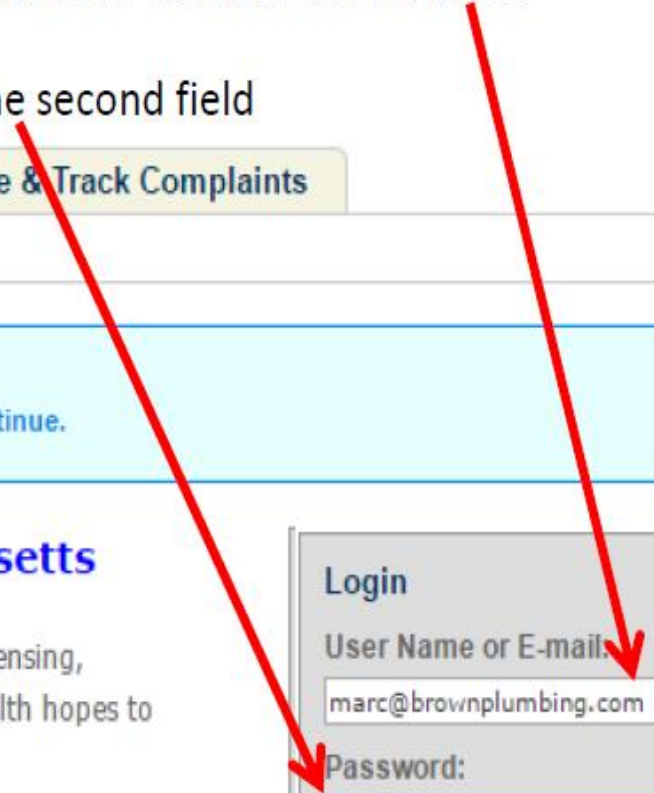 ne second field
e & Track Complaints
tinue.
setts
ensing,
lth hopes to
Login
User Name or E-mail:
marc@brownplumbing.com
Password: